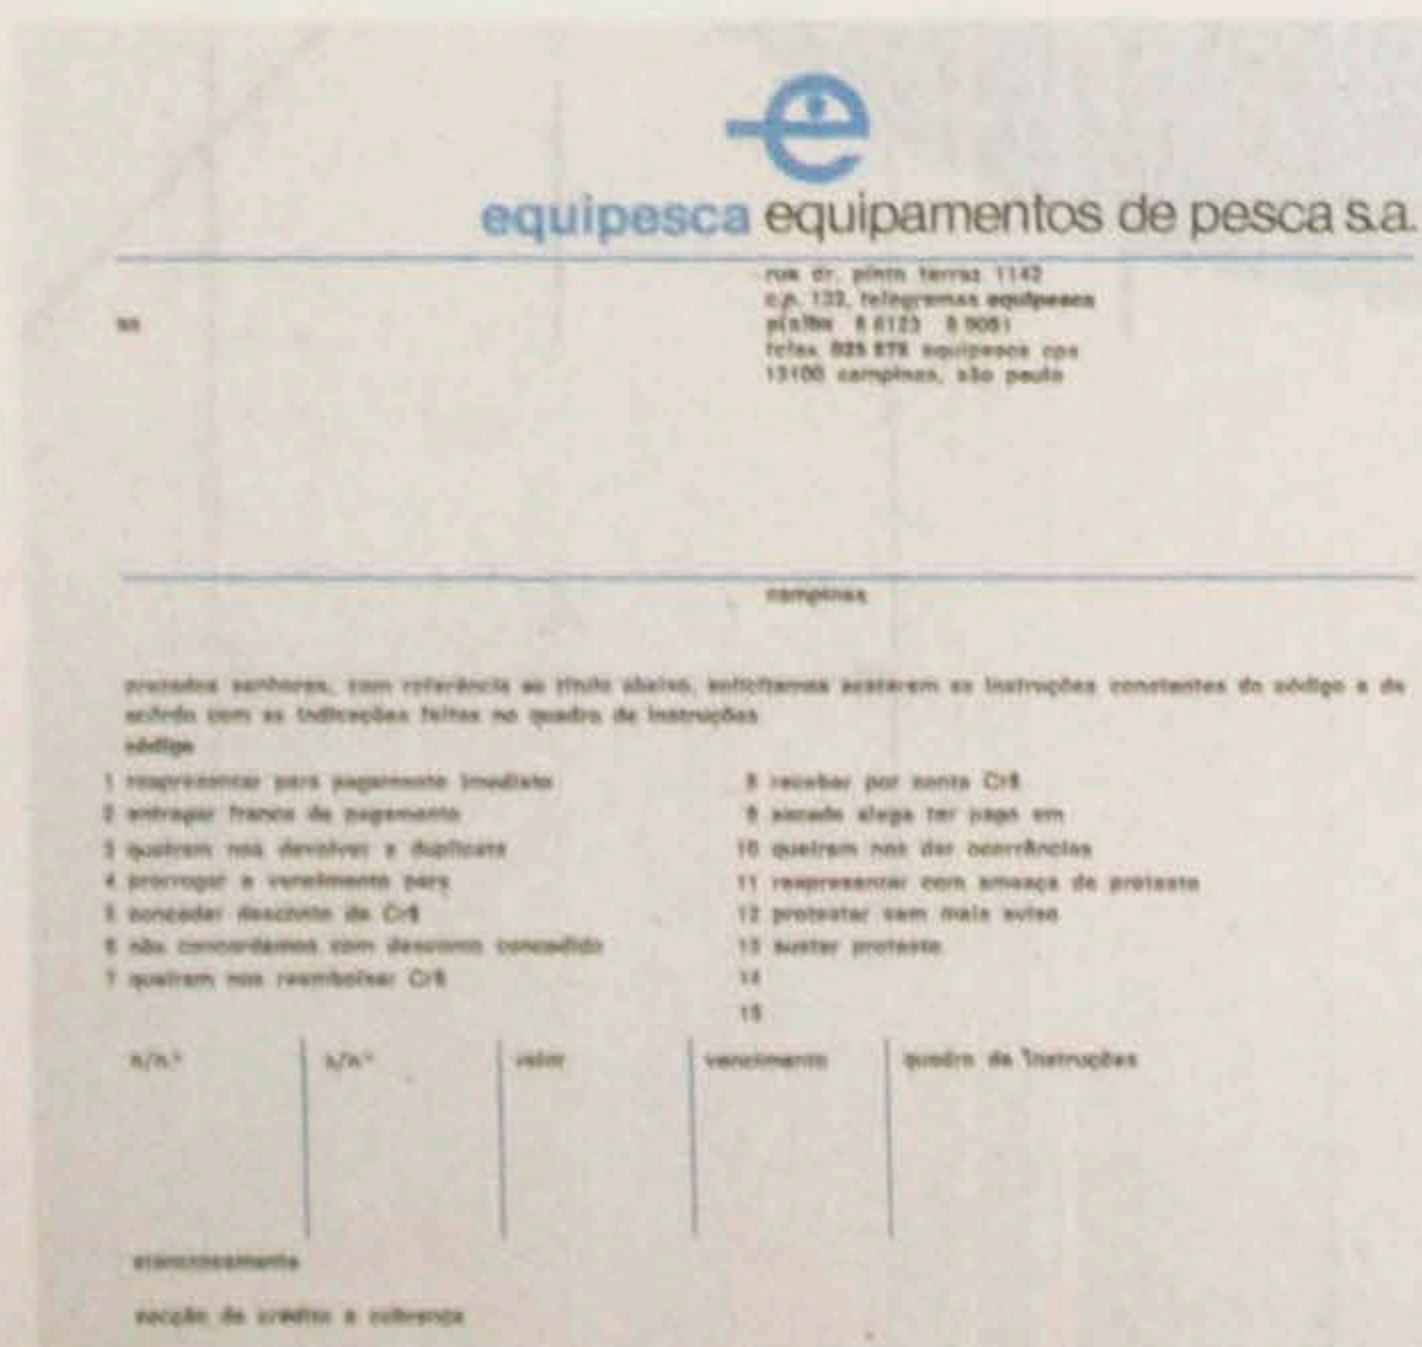 e
equipesca equipamentos de pesca s.a.
rua dr. pinto ferraz 1142
c.p. 133, telegramas equipesca
8 6123 8 9051
telex 025 878 equipesca cps
13100 campinas, são paulo
campinas
prezados senhores, com referência ao título abaixo, solicitamos acatarem as instruções constantes do código e de
acôrdo com as indicações feitas no quadro de instruções
código
1 reapresentar para pagamento imediato
2 entregar franco de pagamento
3 queiram nos devolver a duplicata
4 prorrogar o vencimento para
5 conceder desconto de Cr$
6 não concordamos com desconto concedido
7 queiram nos reembolsar Cr$
8 receber por conta Cr$
9 sacado alega ter pago em
10 queiram nos dar ocorrências
11 reapresentar com ameaça de protesto
12 protestar sem mais aviso
13 sustar protesto
14
15
n/n.º s/n.º valor vencimento quadro de instruções
atenciosamente
secção de crédito e cobrança